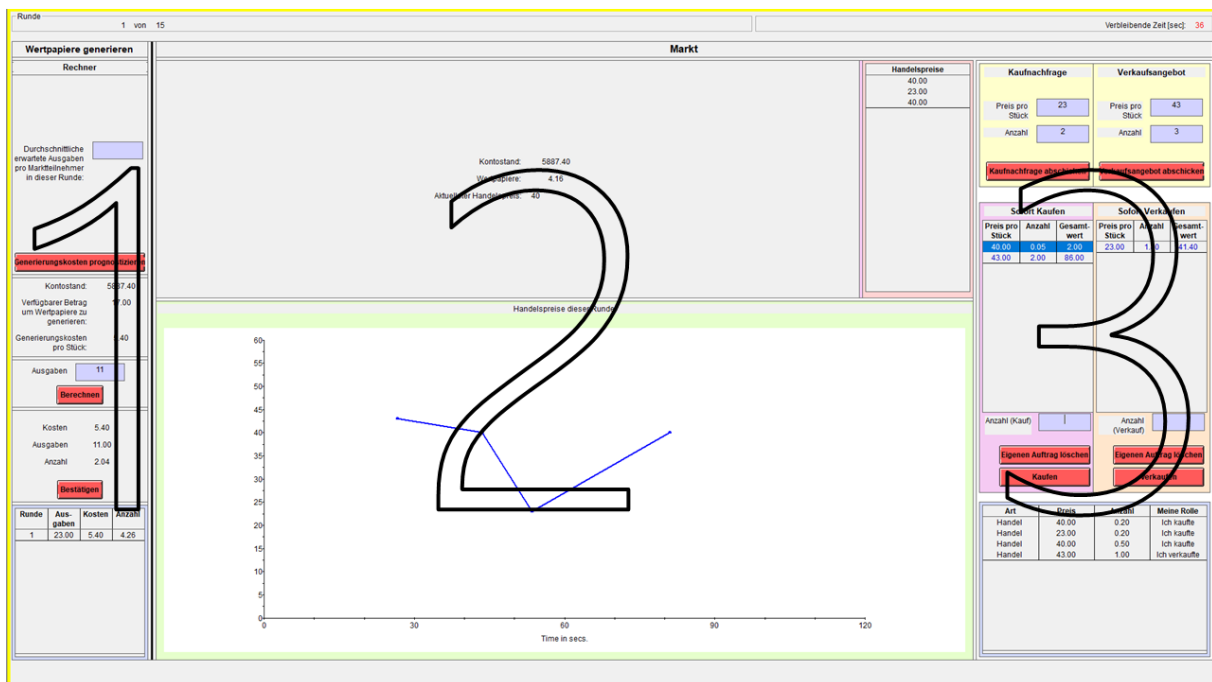 Runde
1 von 15
Verbleibende Zeit [sec]: 36
Wertpapiere generieren
Markt
Rechner
Durchschnittliche
erwartete Ausgaben
pro Marktteilnehmer
in dieser Runde:
Generierungskosten prognostizieren
Kontostand:
Verfügbarer Betrag
um Wertpapiere zu
generieren:
Generierungskosten
pro Stück:
Ausgaben 11
Berechnen
Kosten 5.40
Ausgaben 11.00
Anzahl 2.04
Bestätigen
Runde Aus-gaben Kosten Anzahl
1 23.00 5.40 4.26
1
Kontostand: 5887.40
Wertpapiere: 4.16
Aktueller Handelspreis: 40
Handelspreise
40.00
23.00
40.00
Handelspreise dieser Runde
60
55
50
45
40
35
30
25
20
15
10
5
0
0 30 60 90 120
Time in secs.
2
Kaufnachfrage Verkaufsangebot
Preis pro Stück 23 Preis pro Stück 43
Anzahl 2 Anzahl 3
Kaufnachfrage abschicken Verkaufsangebot abschicken
Sofort Kaufen Sofort Verkaufen
Preis pro Stück Anzahl Gesamt-wert Preis pro Stück Anzahl Gesamt-wert
40.00 0.05 2.00 23.00 41.40
43.00 2.00 86.00
Anzahl (Kauf) Anzahl (Verkauf)
Eigenen Auftrag löschen Eigenen Auftrag löschen
Kaufen Verkaufen
Art Preis Anzahl Meine Rolle
Handel 40.00 0.20 Ich kaufte
Handel 23.00 0.20 Ich kaufte
Handel 40.00 0.50 Ich kaufte
Handel 43.00 1.00 Ich verkaufte
3